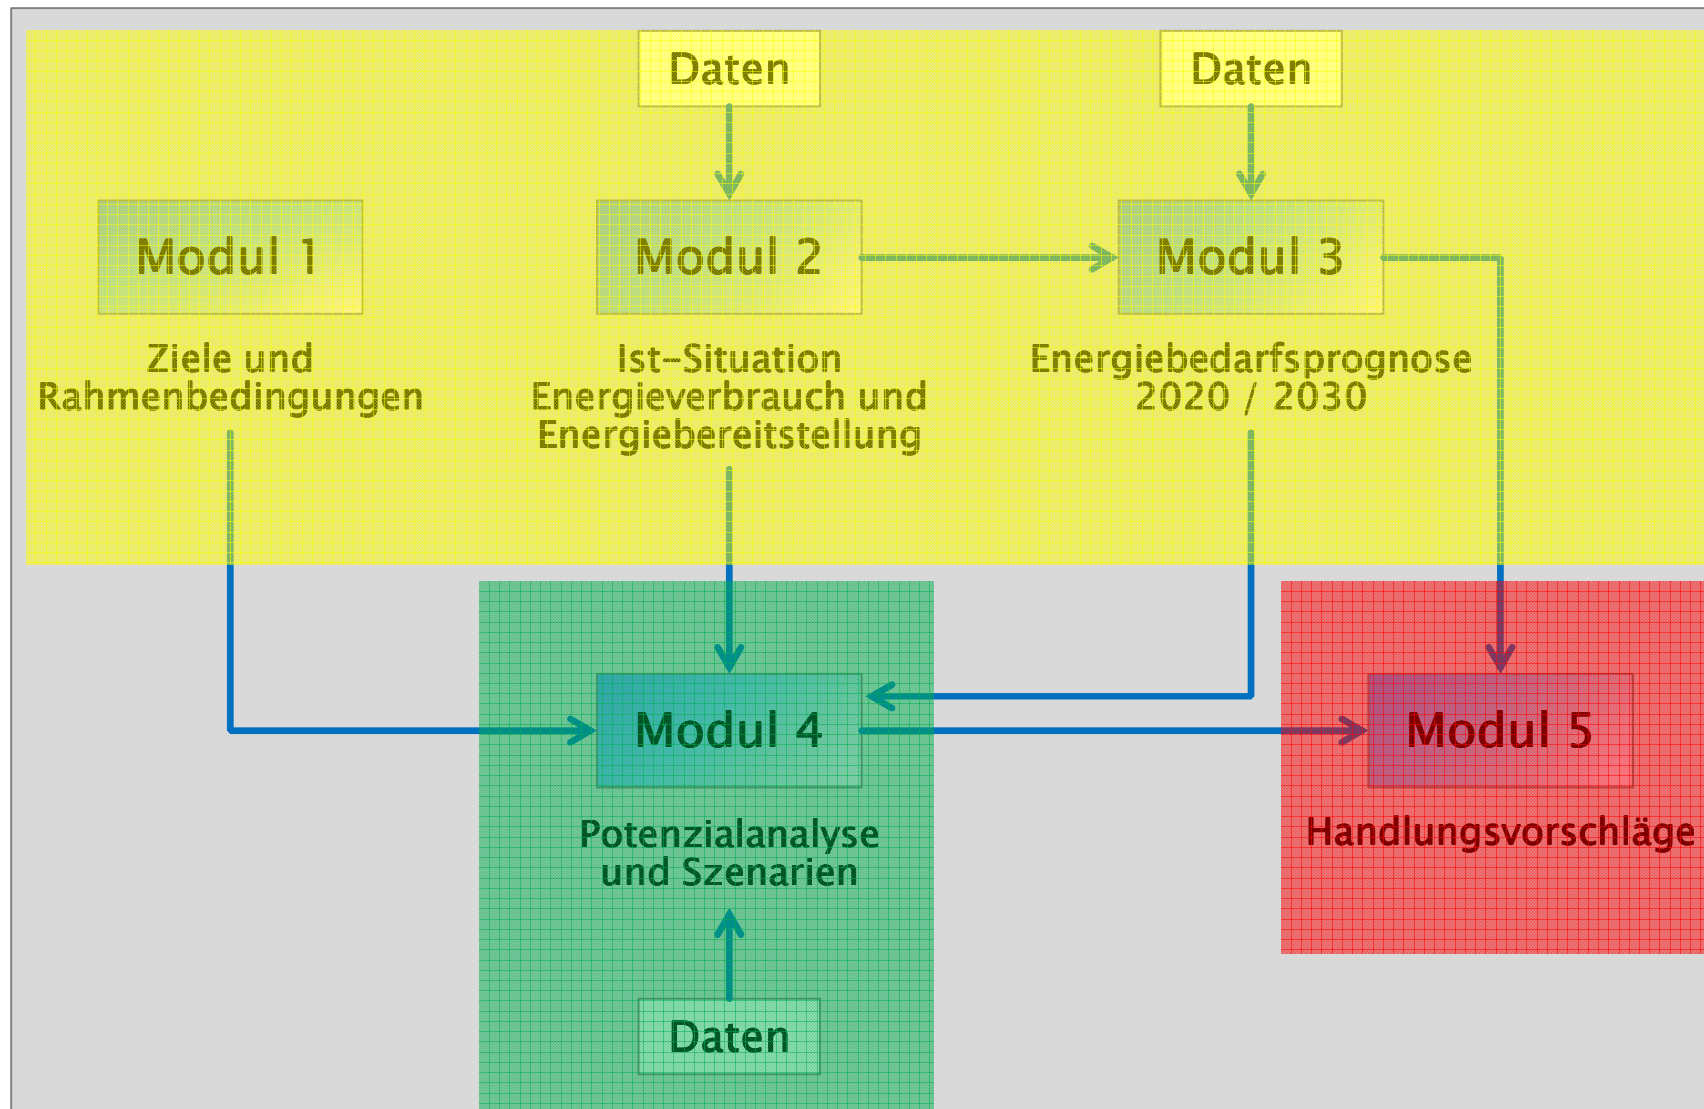 Daten
Daten
Modul 1
Modul 2
Modul 3
Ziele und
Rahmenbedingungen
Ist-Situation
Energieverbrauch und
Energiebereitstellung
Energiebedarfsprognose
2020 / 2030
Modul 4
Modul 5
Potenzialanalyse
und Szenarien
Handlungsvorschläge
Daten